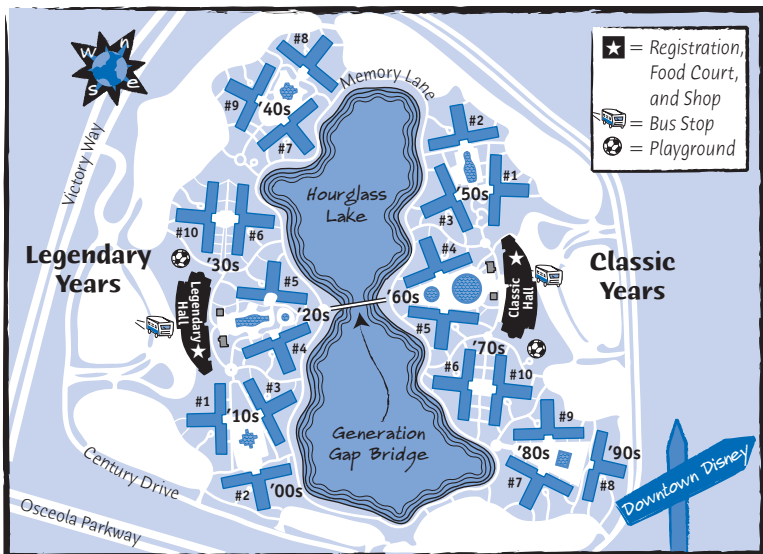 n
w
s
e
Victory Way
Memory Lane
#8
#9
'40s
#7
★ = Registration,
Food Court,
and Shop
= Bus Stop
= Playground
#2
#1
'50s
#3
Hourglass
Lake
#10
#6
'30s
Legendary
Years
Legendary
Hall
#5
'20s
#4
#4
'60s
#5
Classic
Hall
Classic
Years
'70s
#6
#10
#1
'10s
#3
#2
'00s
Generation
Gap Bridge
#9
'80s
'90s
#7
#8
Century Drive
Osceola Parkway
Downtown Disney